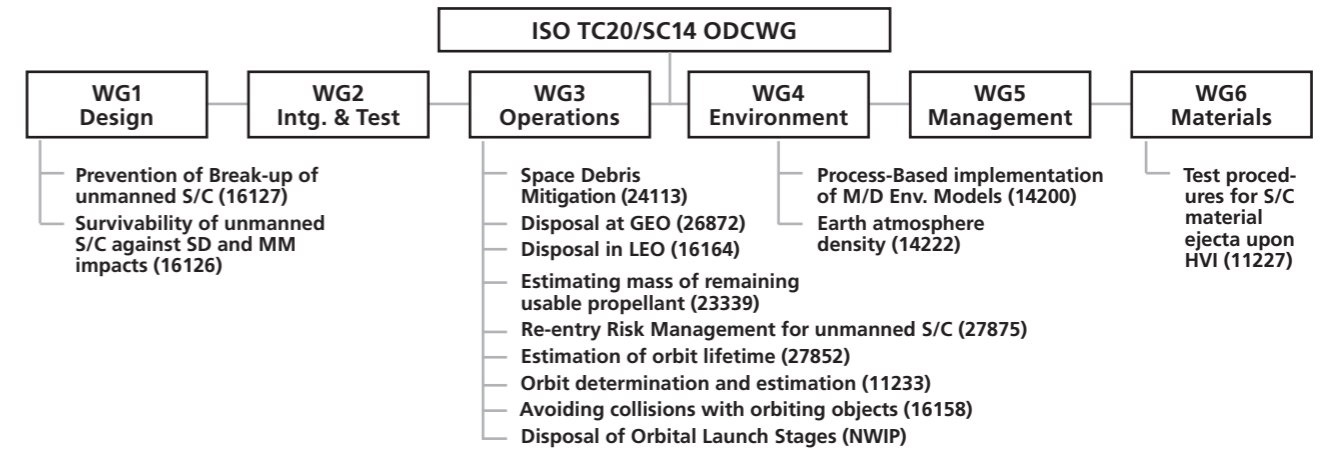 ISO TC20/SC14 ODCWG
WG1
Design
WG2
Intg. & Test
WG3
Operations
WG4
Environment
WG5
Management
WG6
Materials
Prevention of Break-up of
unmanned S/C (16127)
Survivability of unmanned
S/C against SD and MM
impacts (16126)
Space Debris
Mitigation (24113)
Disposal at GEO (26872)
Disposal in LEO (16164)
Estimating mass of remaining
usable propellant (23339)
Re-entry Risk Management for unmanned S/C (27875)
Estimation of orbit lifetime (27852)
Orbit determination and estimation (11233)
Avoiding collisions with orbiting objects (16158)
Disposal of Orbital Launch Stages (NWIP)
Process-Based implementation
of M/D Env. Models (14200)
Earth atmosphere
density (14222)
Test proced-
ures for S/C
material
ejecta upon
HVI (11227)